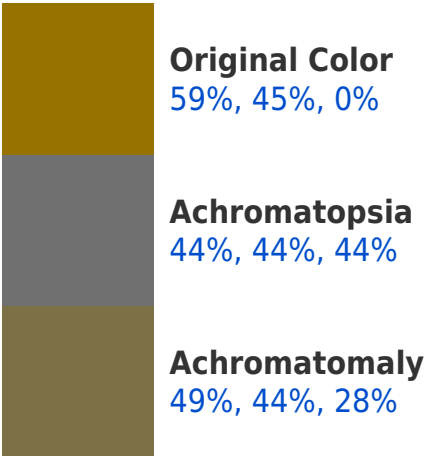 Original Color
59%, 45%, 0%
Achromatopsia
44%, 44%, 44%
Achromatomaly
49%, 44%, 28%